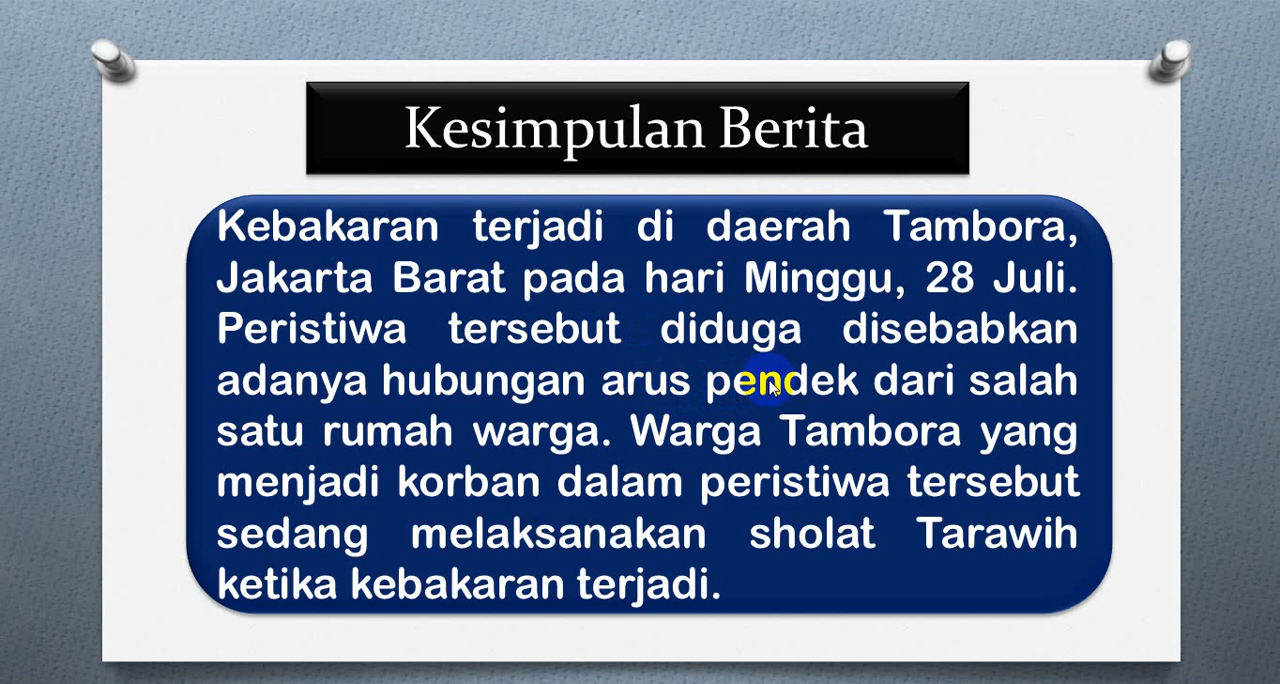 Kesimpulan Berita
Kebakaran terjadi di daerah Tambora,
Jakarta Barat pada hari Minggu, 28 Juli.
Peristiwa tersebut diduga disebabkan
adanya hubungan arus pendek dari salah
satu rumah warga. Warga Tambora yang
menjadi korban dalam peristiwa tersebut
sedang melaksanakan sholat Tarawih
ketika kebakaran terjadi.